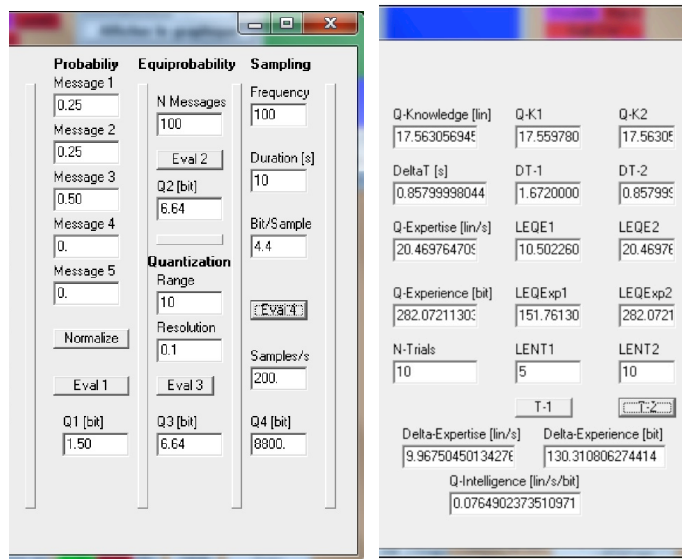 Probabiliy Equiprobability Sampling
Message 1
0.25
Message 2
0.25
Message 3
0.50
Message 4
0.
Message 5
0.
Normalize
Eval 1
Q1 [bit]
1.50
N Messages
100
Eval 2
Q2 [bit]
6.64
Quantization
Range
10
Resolution
0.1
Eval 3
Q3 [bit]
6.64
Frequency
100
Duration [s]
10
Bit/Sample
4.4
Eval 4
Samples/s
200.
Q4 [bit]
8800.
Q-Knowledge [lin] Q-K1 Q-K2
17.563056945 17.559780 17.56305
DeltaT [s] DT-1 DT-2
0.85799998044 1.6720000 0.857999
Q-Expertise [lin/s] LEQE1 LEQE2
20.469764709 10.502260 20.46976
Q-Experience [bit] LEQExp1 LEQExp2
282.07211303 151.76130 282.0721
N-Trials LENT1 LENT2
10 5 10
T-1 T-2
Delta-Expertise [lin/s] Delta-Experience [bit]
9.96750450134276 130.310806274414
Q-Intelligence [lin/s/bit]
0.0764902373510971